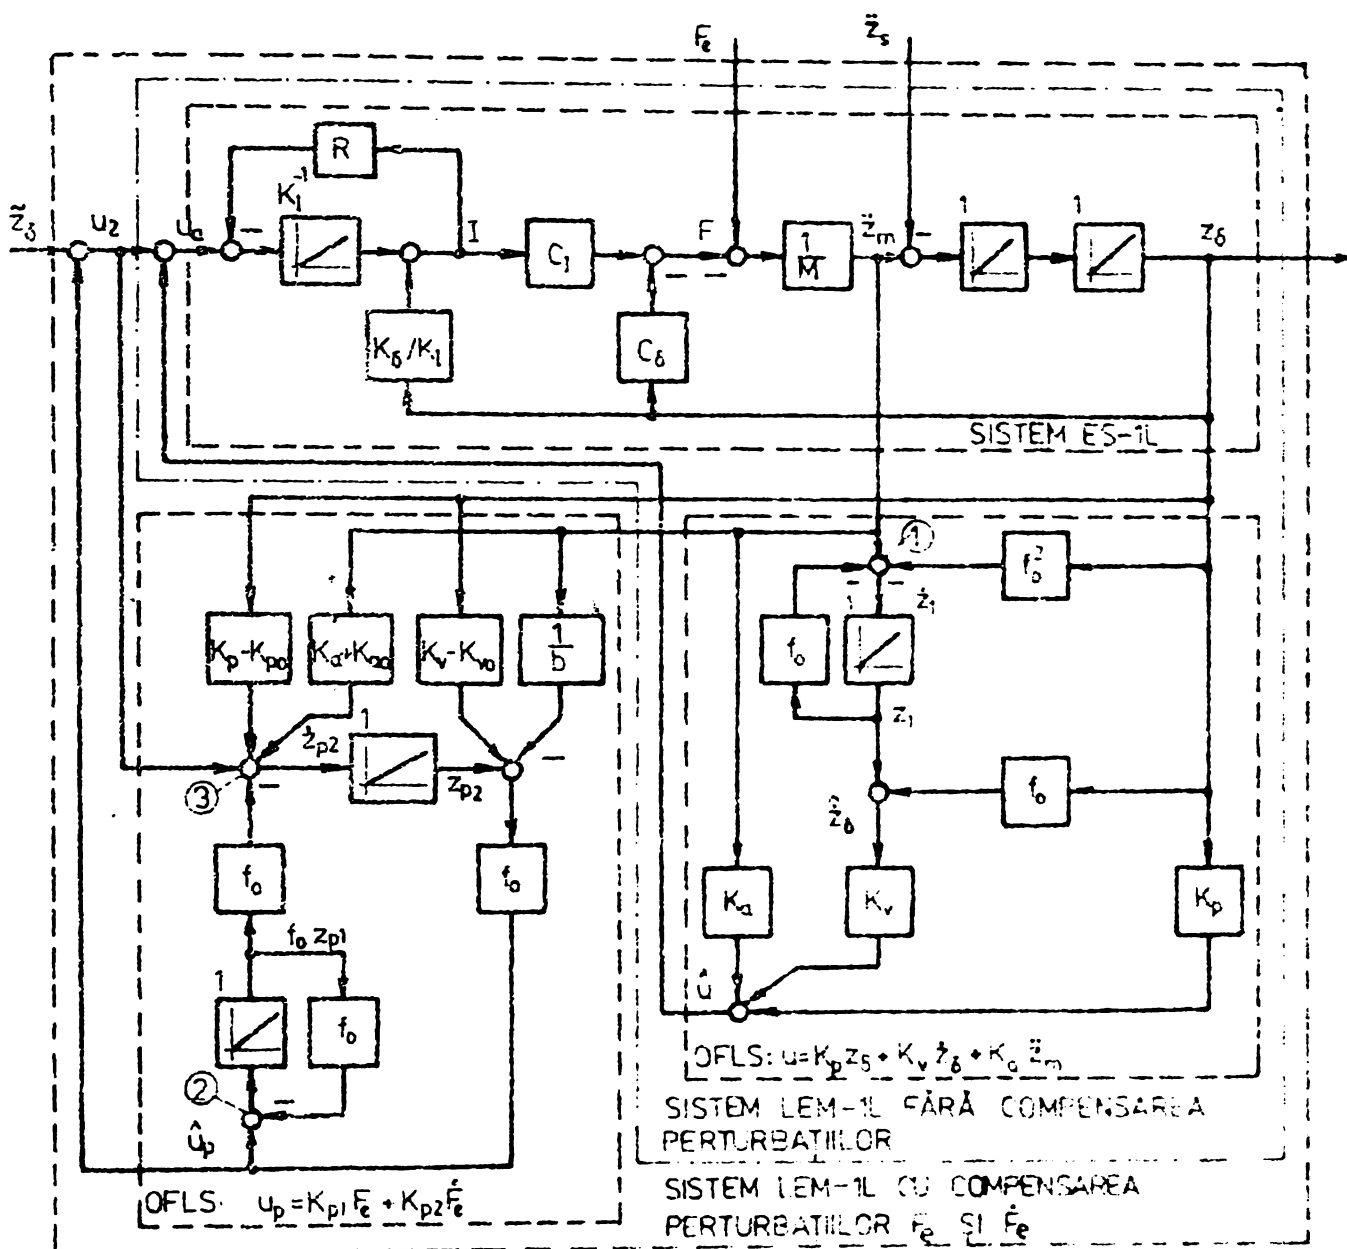 F_e
z̈_s
R
K_I^-1
z̃_δ
u_2
u_a
I
C_I
F
1/M
z̈_m
1
1
z_δ
K_δ/K_I
C_δ
SISTEM ES-1L
1
f_o^2
ż_1
1
f_o
z_1
K_p-K_po
K_a+K_ao
K_v-K_vo
1/b
ż_p2
1
z_p2
3
f_o
f_o
f_o
ẑ_δ
K_a
K_v
K_p
f_o z_p1
1
f_o
û
2
û_p
OFLS: u=K_p z_δ + K_v ż_δ + K_a z̈_m
SISTEM LEM-1L FĂRĂ COMPENSAREA
PERTURBAȚIILOR
OFLS: u_p = K_p1 F_e + K_p2 Ḟ_e
SISTEM LEM-1L CU COMPENSAREA
PERTURBAȚIILOR F_e ȘI Ḟ_e